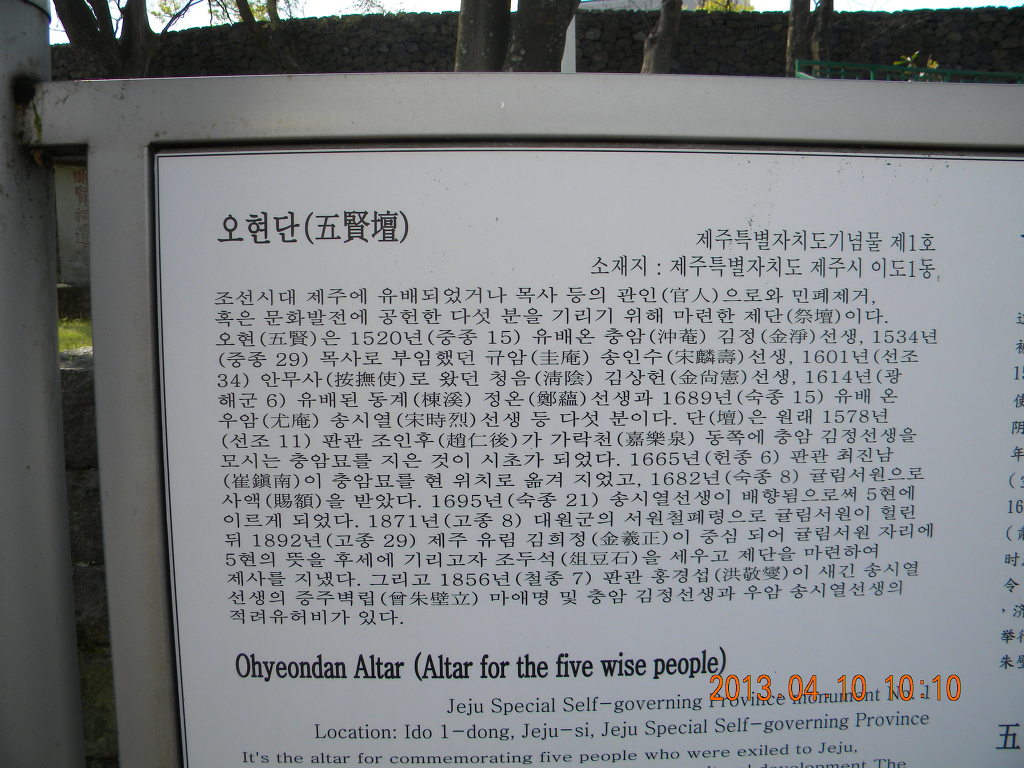 오현단(五賢壇)
제주특별자치도기념물 제1호
소재지 : 제주특별자치도 제주시 이도1동
조선시대 제주에 유배되었거나 목사 등의 관인(官人)으로와 민폐제거,
혹은 문화발전에 공헌한 다섯 분을 기리기 위해 마련한 제단(祭壇)이다.
오현(五賢)은 1520년(중종 15) 유배온 충암(沖菴) 김정(金淨)선생, 1534년
(중종 29) 목사로 부임했던 규암(圭庵) 송인수(宋麟壽)선생, 1601년(선조
34) 안무사(按撫使)로 왔던 청음(淸陰) 김상헌(金尙憲)선생, 1614년(광
해군 6) 유배된 동계(棟溪) 정온(鄭蘊)선생과 1689년(숙종 15) 유배 온
우암(尤庵) 송시열(宋時烈)선생 등 다섯 분이다. 단(壇)은 원래 1578년
(선조 11) 판관 조인후(趙仁後)가 가락천(嘉樂泉) 동쪽에 충암 김정선생을
모시는 충암묘를 지은 것이 시초가 되었다. 1665년(헌종 6) 판관 최진남
(崔鎭南)이 충암묘를 현 위치로 옮겨 지었고, 1682년(숙종 8) 귤림서원으로
사액(賜額)을 받았다. 1695년(숙종 21) 송시열선생이 배향됨으로써 5현에
이르게 되었다. 1871년(고종 8) 대원군의 서원철폐령으로 귤림서원이 헐린
뒤 1892년(고종 29) 제주 유림 김희정(金羲正)이 중심 되어 귤림서원 자리에
5현의 뜻을 후세에 기리고자 조두석(俎豆石)을 세우고 제단을 마련하여
제사를 지냈다. 그리고 1856년(철종 7) 판관 홍경섭(洪敬燮)이 새긴 송시열
선생의 증주벽립(曾朱壁立) 마애명 및 충암 김정선생과 우암 송시열선생의
적려유허비가 있다.
Ohyeondan Altar (Altar for the five wise people)
Jeju Special Self-governing Province monument No. 1
Location: Ido 1-dong, Jeju-si, Jeju Special Self-governing Province
It's the altar for commemorating five people who were exiled to Jeju,
development. The
2013.04.10 10:10
15
使
阴
年
16
时
令
，济
举行
朱壁
五